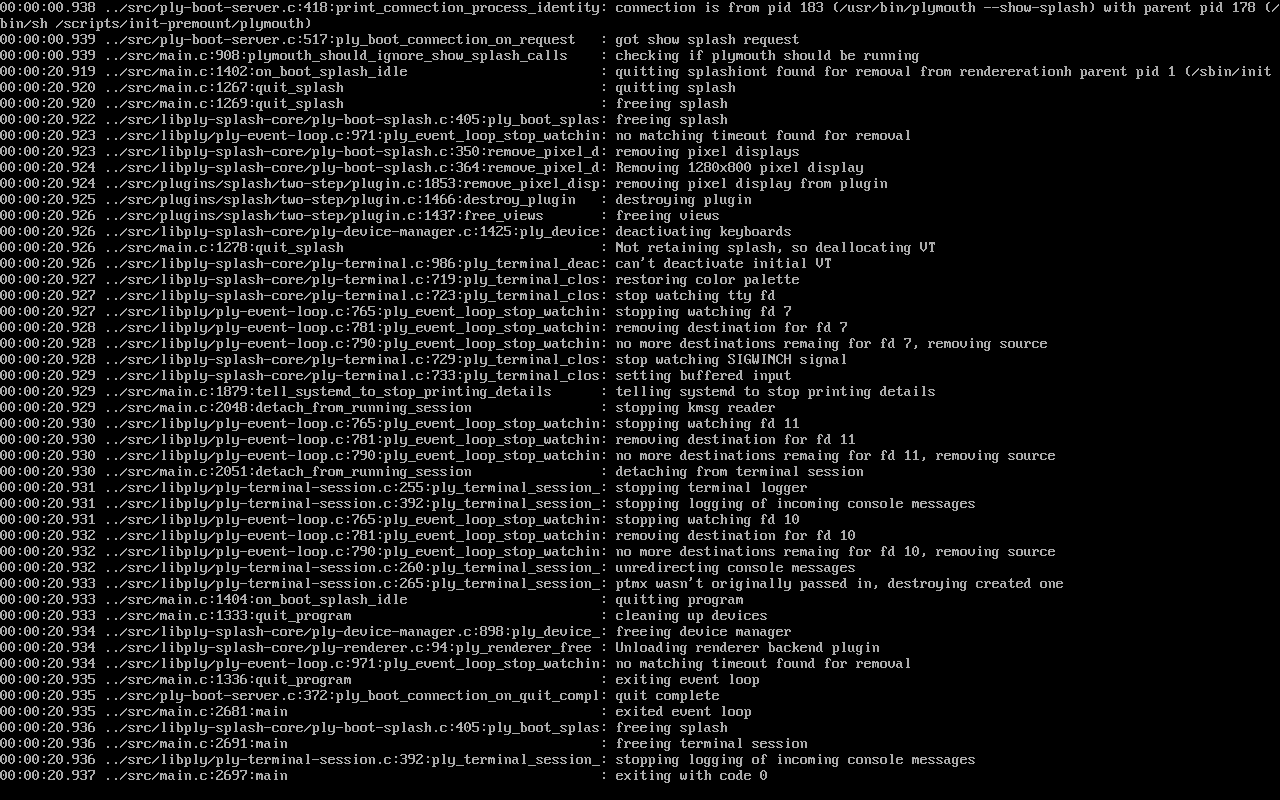 00:00:00.938 ../src/ply-boot-server.c:418:print_connection_process_identity: connection is from pid 183 (/usr/bin/plymouth --show-splash) with parent pid 178 (/
bin/sh /scripts/init-premount/plymouth)
00:00:00.939 ../src/ply-boot-server.c:517:ply_boot_connection_on_request   : got show splash request
00:00:00.939 ../src/main.c:908:plymouth_should_ignore_show_splash_calls    : checking if plymouth should be running
00:00:20.919 ../src/main.c:1402:on_boot_splash_idle                        : quitting splashiont found for removal from rendererationh parent pid 1 (/sbin/init
00:00:20.920 ../src/main.c:1267:quit_splash                                : quitting splash
00:00:20.920 ../src/main.c:1269:quit_splash                                : freeing splash
00:00:20.922 ../src/libply-splash-core/ply-boot-splash.c:405:ply_boot_splas: freeing splash
00:00:20.923 ../src/libply/ply-event-loop.c:971:ply_event_loop_stop_watchin: no matching timeout found for removal
00:00:20.923 ../src/libply-splash-core/ply-boot-splash.c:350:remove_pixel_d: removing pixel displays
00:00:20.924 ../src/libply-splash-core/ply-boot-splash.c:364:remove_pixel_d: Removing 1280x800 pixel display
00:00:20.924 ../src/plugins/splash/two-step/plugin.c:1853:remove_pixel_disp: removing pixel display from plugin
00:00:20.925 ../src/plugins/splash/two-step/plugin.c:1466:destroy_plugin   : destroying plugin
00:00:20.926 ../src/plugins/splash/two-step/plugin.c:1437:free_views       : freeing views
00:00:20.926 ../src/libply-splash-core/ply-device-manager.c:1425:ply_device: deactivating keyboards
00:00:20.926 ../src/main.c:1278:quit_splash                                : Not retaining splash, so deallocating VT
00:00:20.926 ../src/libply-splash-core/ply-terminal.c:986:ply_terminal_deac: can't deactivate initial VT
00:00:20.927 ../src/libply-splash-core/ply-terminal.c:719:ply_terminal_clos: restoring color palette
00:00:20.927 ../src/libply-splash-core/ply-terminal.c:723:ply_terminal_clos: stop watching tty fd
00:00:20.927 ../src/libply/ply-event-loop.c:765:ply_event_loop_stop_watchin: stopping watching fd 7
00:00:20.928 ../src/libply/ply-event-loop.c:781:ply_event_loop_stop_watchin: removing destination for fd 7
00:00:20.928 ../src/libply/ply-event-loop.c:790:ply_event_loop_stop_watchin: no more destinations remaing for fd 7, removing source
00:00:20.928 ../src/libply-splash-core/ply-terminal.c:729:ply_terminal_clos: stop watching SIGWINCH signal
00:00:20.929 ../src/libply-splash-core/ply-terminal.c:733:ply_terminal_clos: setting buffered input
00:00:20.929 ../src/main.c:1879:tell_systemd_to_stop_printing_details      : telling systemd to stop printing details
00:00:20.929 ../src/main.c:2048:detach_from_running_session                : stopping kmsg reader
00:00:20.930 ../src/libply/ply-event-loop.c:765:ply_event_loop_stop_watchin: stopping watching fd 11
00:00:20.930 ../src/libply/ply-event-loop.c:781:ply_event_loop_stop_watchin: removing destination for fd 11
00:00:20.930 ../src/libply/ply-event-loop.c:790:ply_event_loop_stop_watchin: no more destinations remaing for fd 11, removing source
00:00:20.930 ../src/main.c:2051:detach_from_running_session                : detaching from terminal session
00:00:20.931 ../src/libply/ply-terminal-session.c:255:ply_terminal_session_: stopping terminal logger
00:00:20.931 ../src/libply/ply-terminal-session.c:392:ply_terminal_session_: stopping logging of incoming console messages
00:00:20.931 ../src/libply/ply-event-loop.c:765:ply_event_loop_stop_watchin: stopping watching fd 10
00:00:20.932 ../src/libply/ply-event-loop.c:781:ply_event_loop_stop_watchin: removing destination for fd 10
00:00:20.932 ../src/libply/ply-event-loop.c:790:ply_event_loop_stop_watchin: no more destinations remaing for fd 10, removing source
00:00:20.932 ../src/libply/ply-terminal-session.c:260:ply_terminal_session_: unredirecting console messages
00:00:20.933 ../src/libply/ply-terminal-session.c:265:ply_terminal_session_: ptmx wasn't originally passed in, destroying created one
00:00:20.933 ../src/main.c:1404:on_boot_splash_idle                        : quitting program
00:00:20.933 ../src/main.c:1333:quit_program                               : cleaning up devices
00:00:20.934 ../src/libply-splash-core/ply-device-manager.c:898:ply_device_: freeing device manager
00:00:20.934 ../src/libply-splash-core/ply-renderer.c:94:ply_renderer_free : Unloading renderer backend plugin
00:00:20.934 ../src/libply/ply-event-loop.c:971:ply_event_loop_stop_watchin: no matching timeout found for removal
00:00:20.935 ../src/main.c:1336:quit_program                               : exiting event loop
00:00:20.935 ../src/ply-boot-server.c:372:ply_boot_connection_on_quit_compl: quit complete
00:00:20.935 ../src/main.c:2681:main                                       : exited event loop
00:00:20.936 ../src/libply-splash-core/ply-boot-splash.c:405:ply_boot_splas: freeing splash
00:00:20.936 ../src/main.c:2691:main                                       : freeing terminal session
00:00:20.936 ../src/libply/ply-terminal-session.c:392:ply_terminal_session_: stopping logging of incoming console messages
00:00:20.937 ../src/main.c:2697:main                                       : exiting with code 0